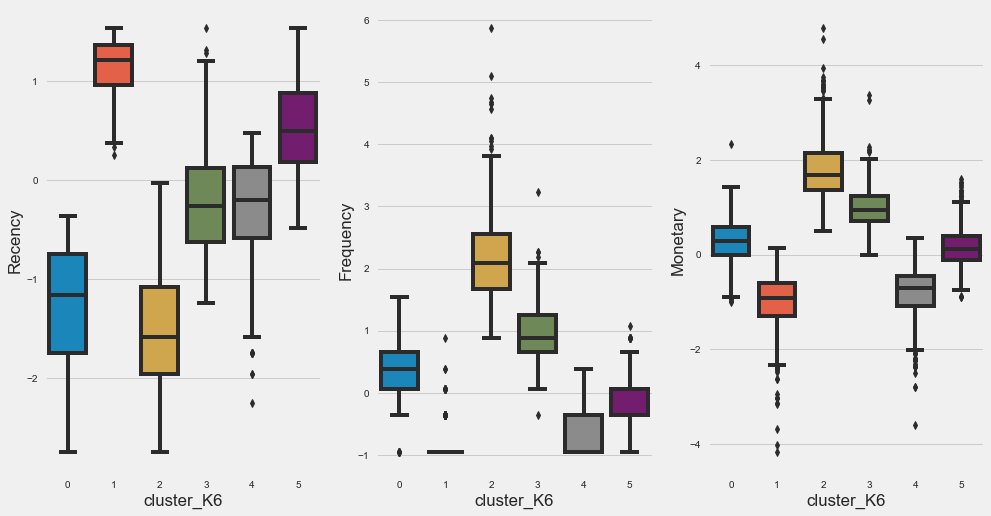 Recency
1
0
−1
−2
0 1 2 3 4 5
cluster_K6
Frequency
6
5
4
3
2
1
0
−1
0 1 2 3 4 5
cluster_K6
Monetary
4
2
0
−2
−4
0 1 2 3 4 5
cluster_K6